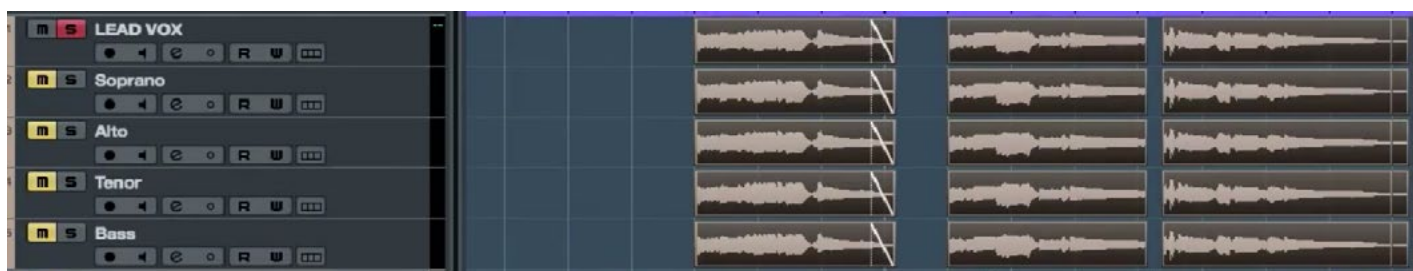 m S LEAD VOX
e R W
m S Soprano
e R W
m S Alto
e R W
m S Tenor
e R W
m S Bass
e R W